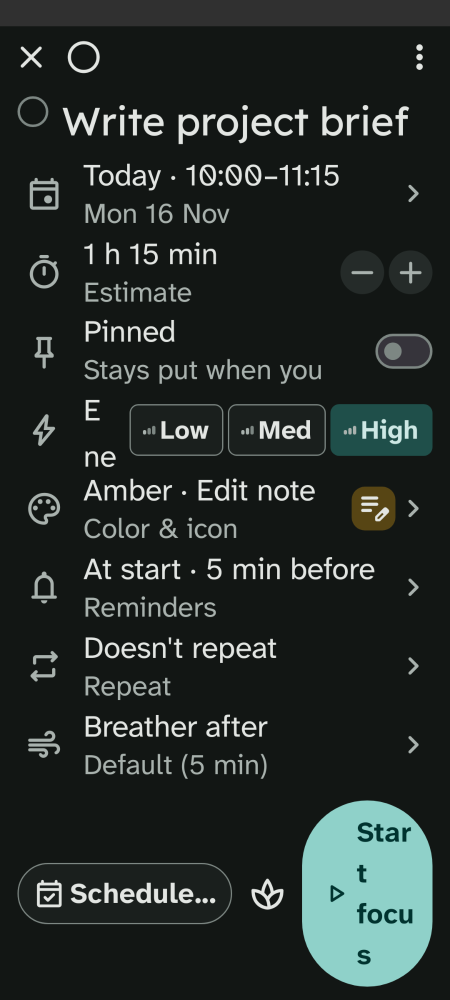 Write project brief
Today · 10:00–11:15
Mon 16 Nov
1 h 15 min
Estimate
Pinned
Stays put when you
E
ne
Low
Med
High
Amber · Edit note
Color & icon
At start · 5 min before
Reminders
Doesn't repeat
Repeat
Breather after
Default (5 min)
Schedule...
Star
t
focu
s